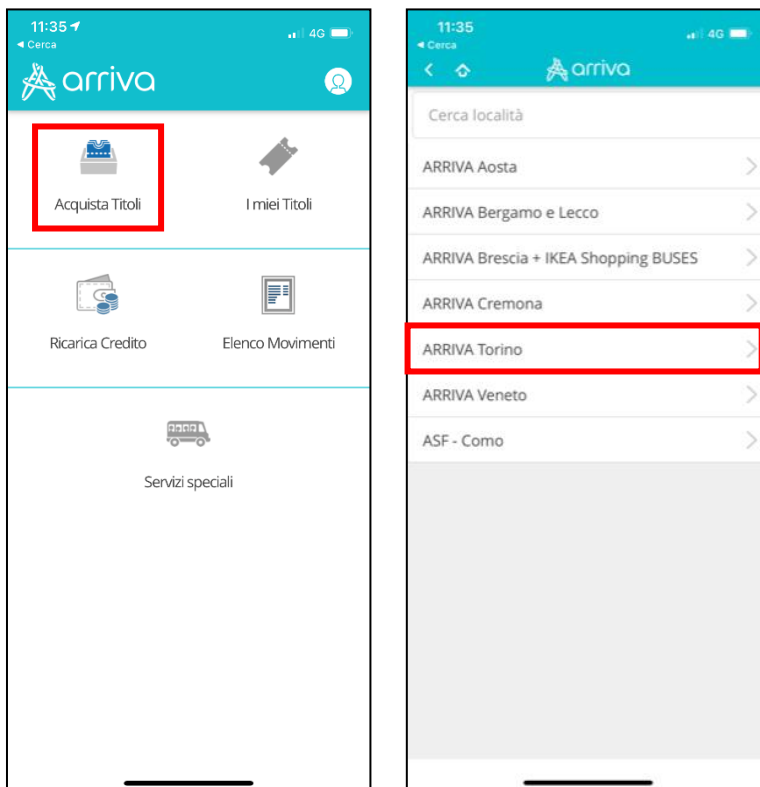 11:35
4G
◄ Cerca
arriva
Acquista Titoli
I miei Titoli
Ricarica Credito
Elenco Movimenti
Servizi speciali
11:35
4G
◄ Cerca
arriva
Cerca località
ARRIVA Aosta
ARRIVA Bergamo e Lecco
ARRIVA Brescia + IKEA Shopping BUSES
ARRIVA Cremona
ARRIVA Torino
ARRIVA Veneto
ASF - Como